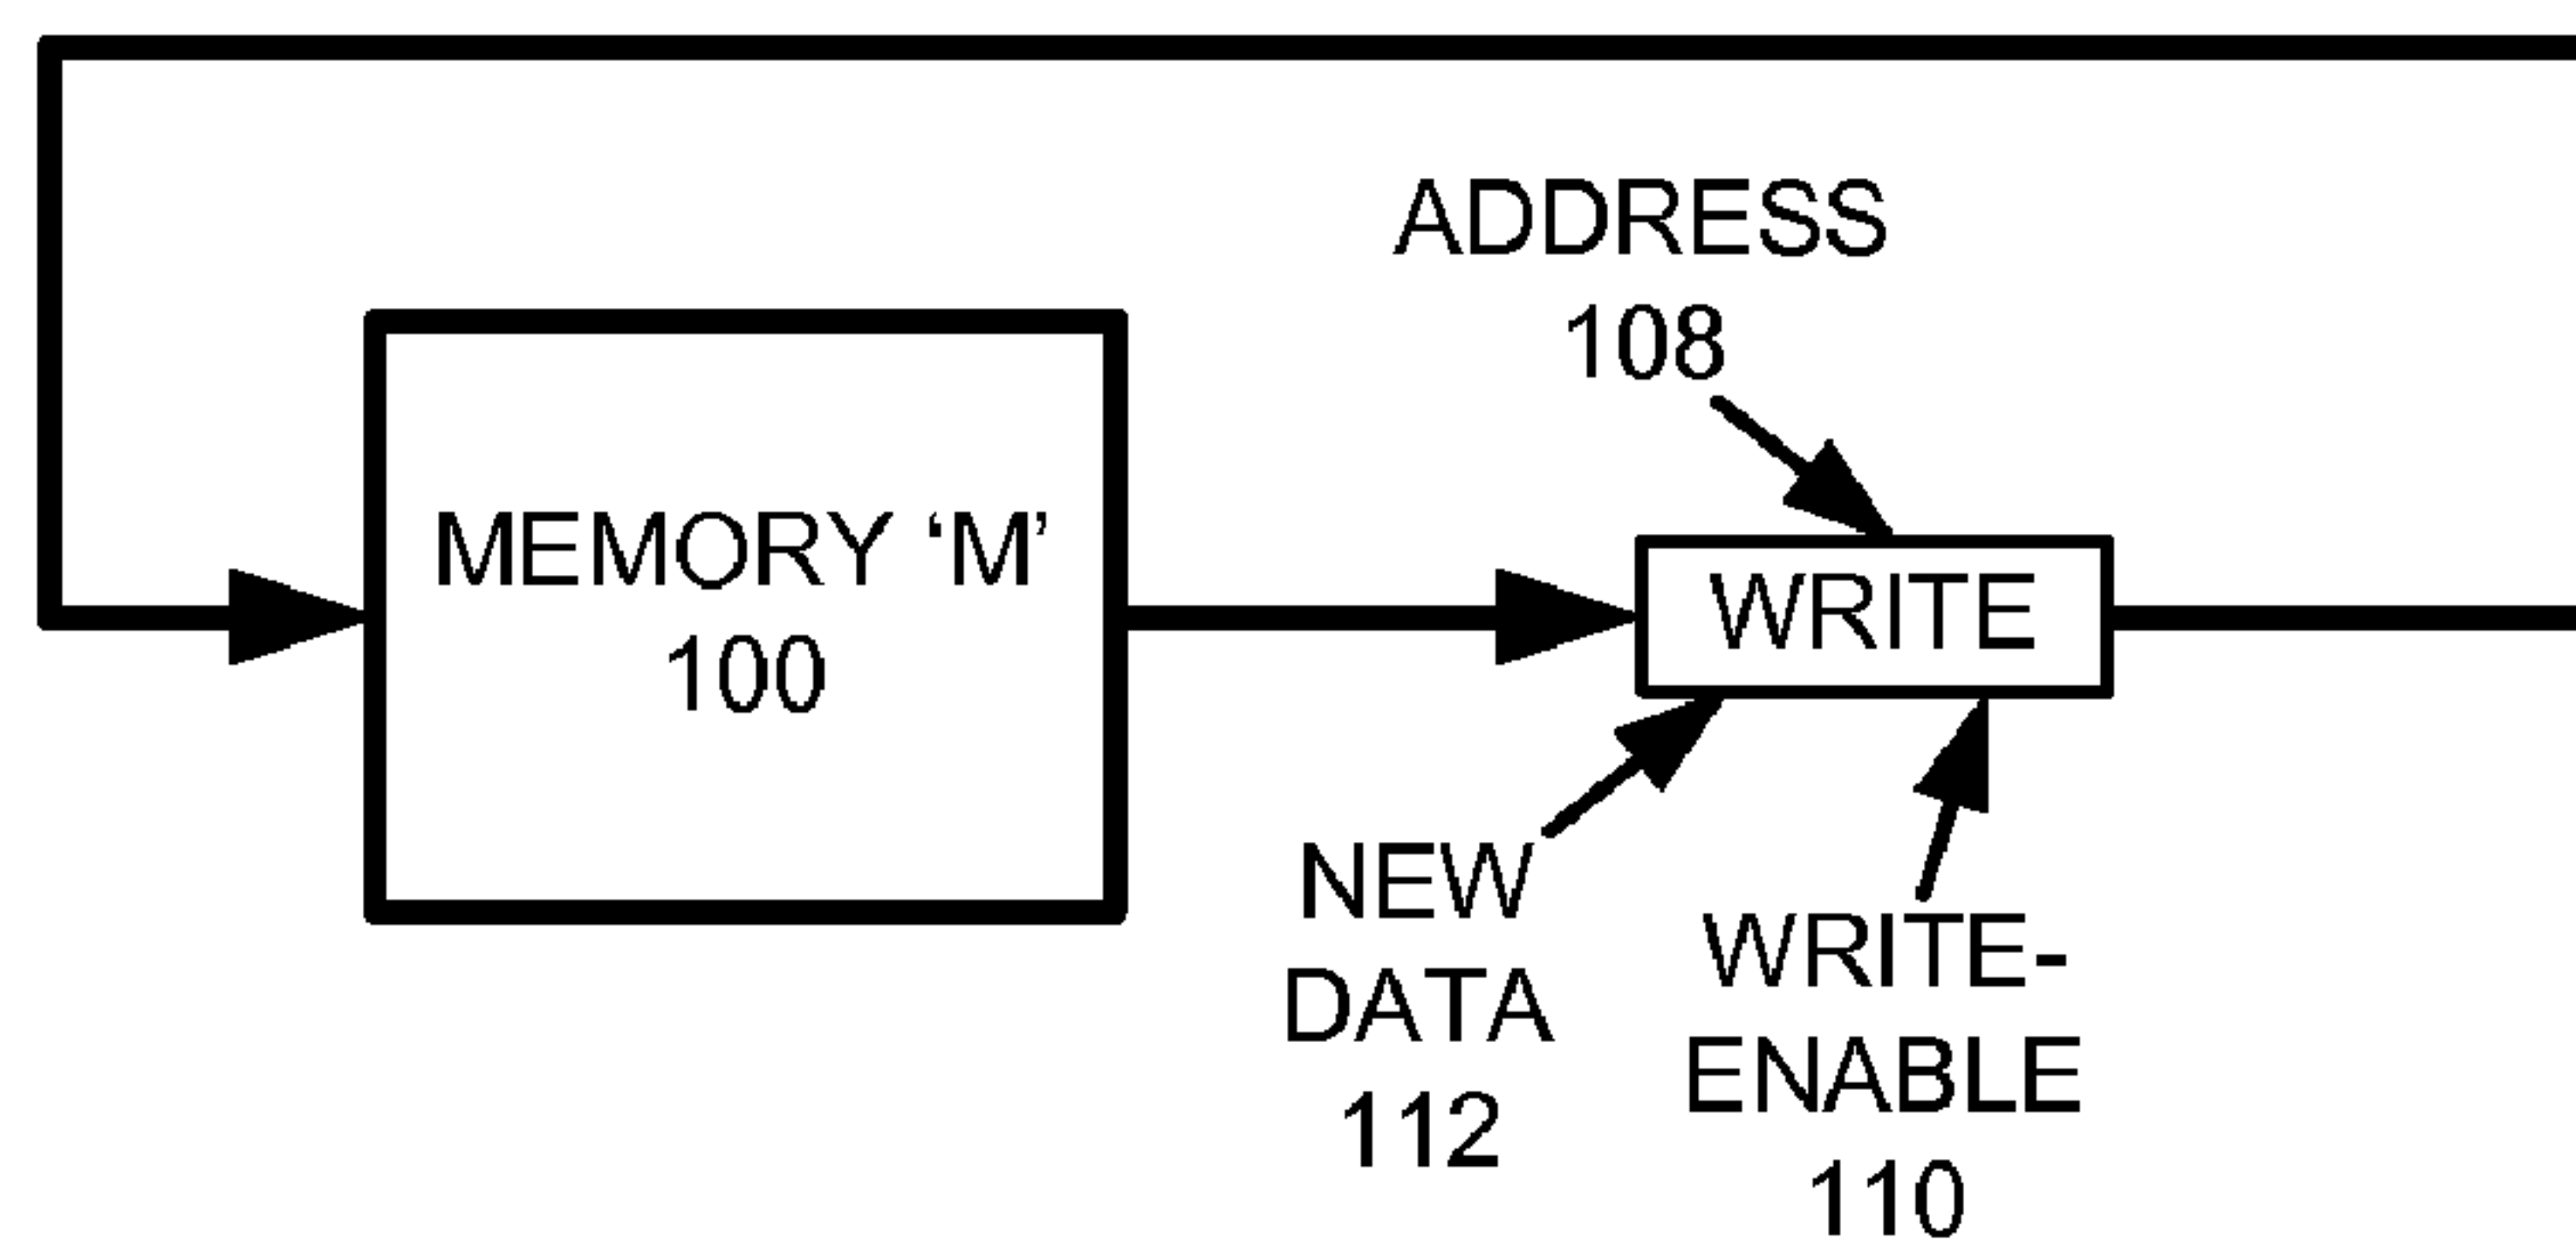 ADDRESS
108
MEMORY ‘M’
100
WRITE
NEW
DATA
112
WRITE-
ENABLE
110